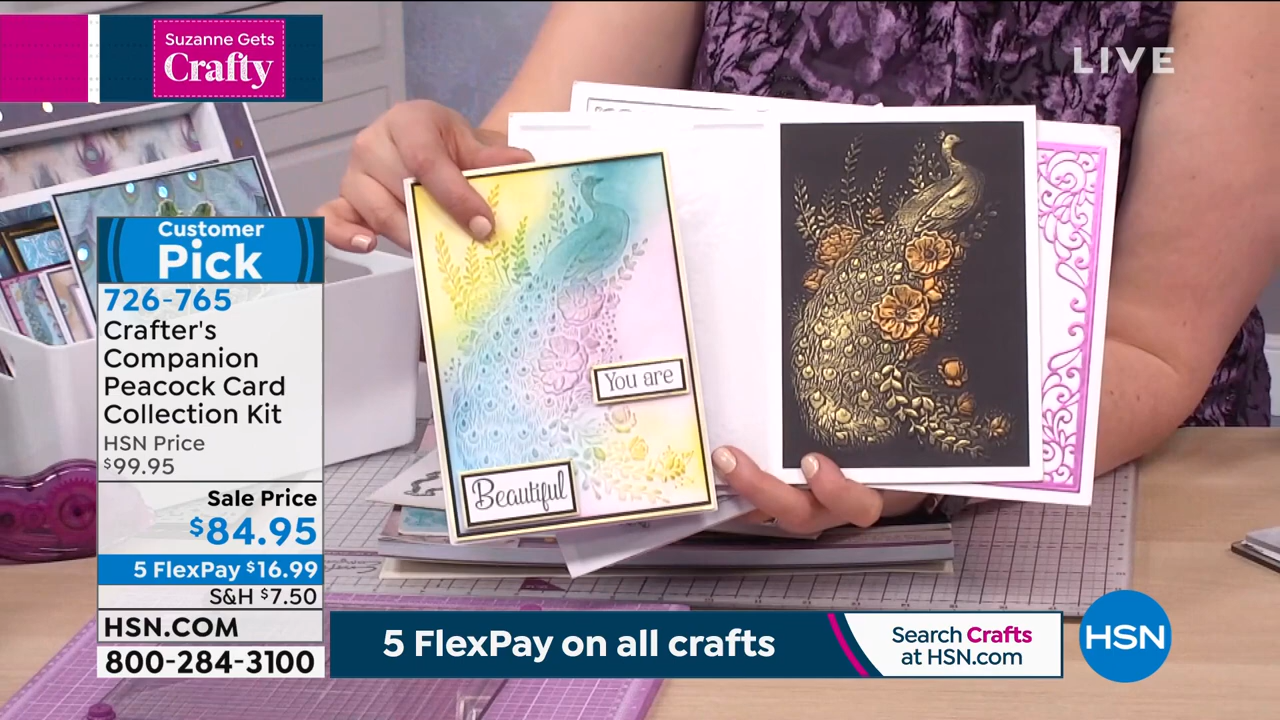 Suzanne Gets
Crafty
LIVE
Customer
Pick
726-765
Crafter's
Companion
Peacock Card
Collection Kit
HSN Price
$99.95
Sale Price
$84.95
5 FlexPay $16.99
S&H $7.50
HSN.COM
800-284-3100
You are
Beautiful
5 FlexPay on all crafts
Search Crafts
at HSN.com
HSN